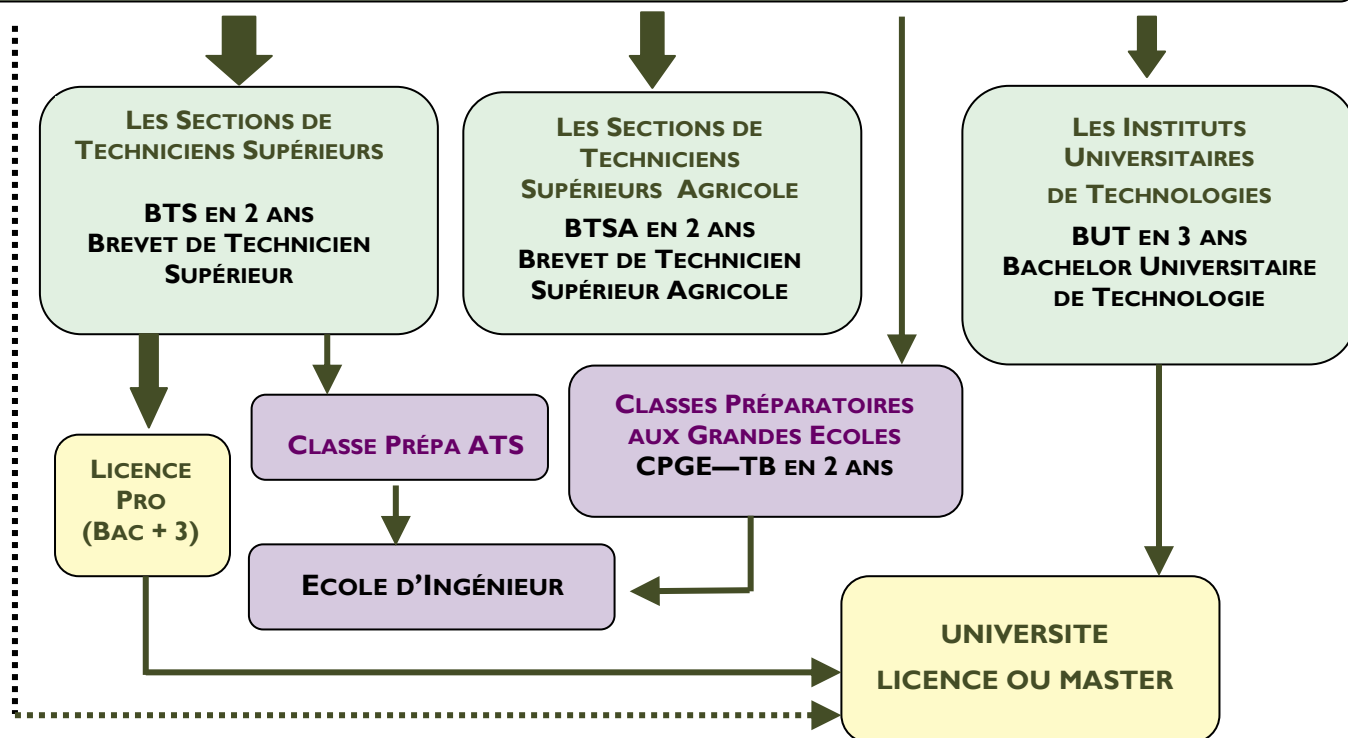 Les Sections de
Techniciens Supérieurs
BTS en 2 ans
Brevet de Technicien
Supérieur
Les Sections de
Techniciens
Supérieurs Agricole
BTSA en 2 ans
Brevet de Technicien
Supérieur Agricole
Les Instituts
Universitaires
de Technologies
BUT en 3 ans
Bachelor Universitaire
de Technologie
Licence
Pro
(Bac + 3)
Classe Prépa ATS
Classes Préparatoires
aux Grandes Ecoles
CPGE—TB en 2 ans
Ecole d’Ingénieur
UNIVERSITE
LICENCE OU MASTER